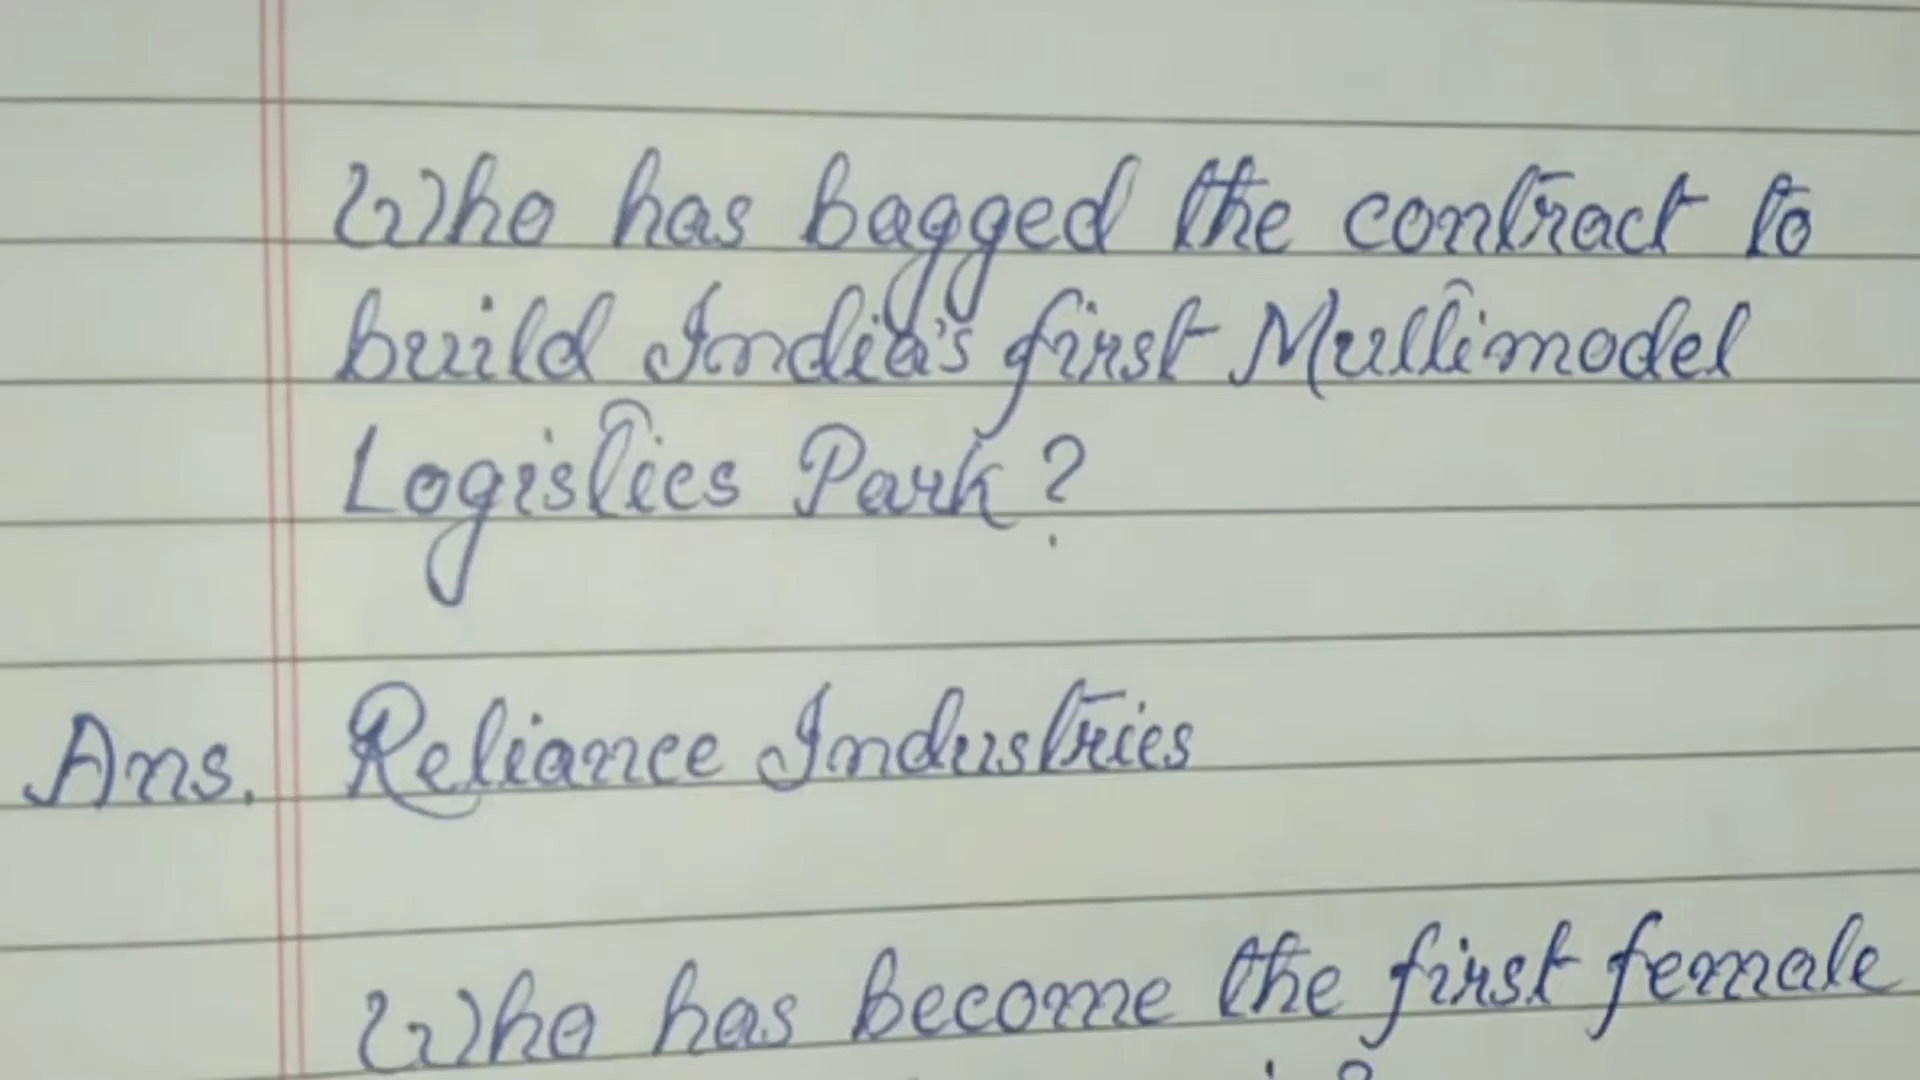 Who has bagged the contract to
build India's first Multimodel
Logistics Park?
Ans. Reliance Industries
Who has become the first female